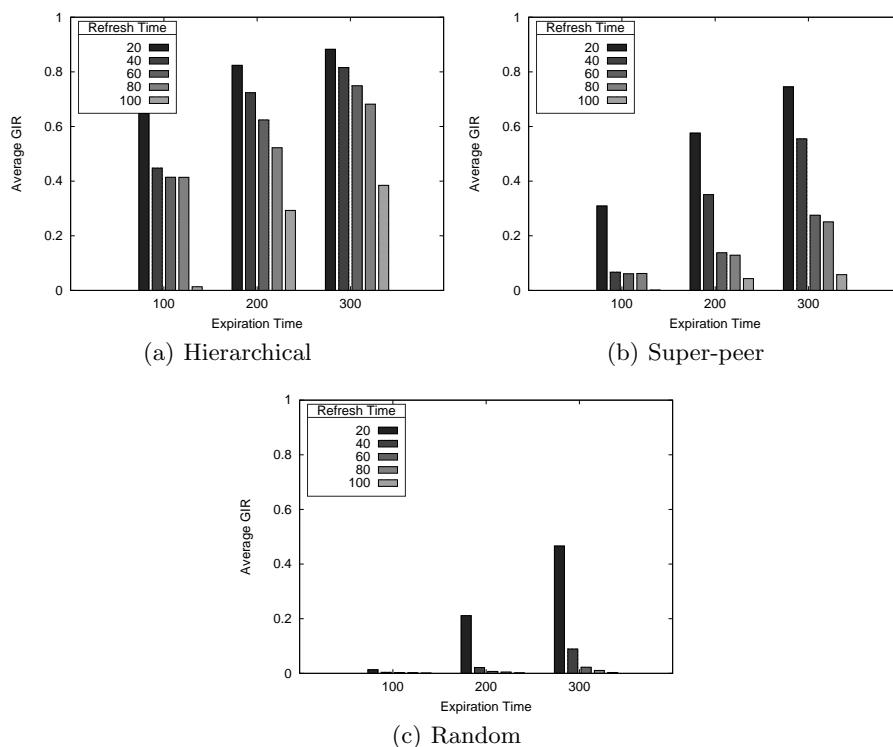 Refresh Time
20
40
60
80
100
1
0.8
0.6
0.4
0.2
0
Average GIR
100 200 300
Expiration Time
(a) Hierarchical
Refresh Time
20
40
60
80
100
1
0.8
0.6
0.4
0.2
0
Average GIR
100 200 300
Expiration Time
(b) Super-peer
Refresh Time
20
40
60
80
100
1
0.8
0.6
0.4
0.2
0
Average GIR
100 200 300
Expiration Time
(c) Random